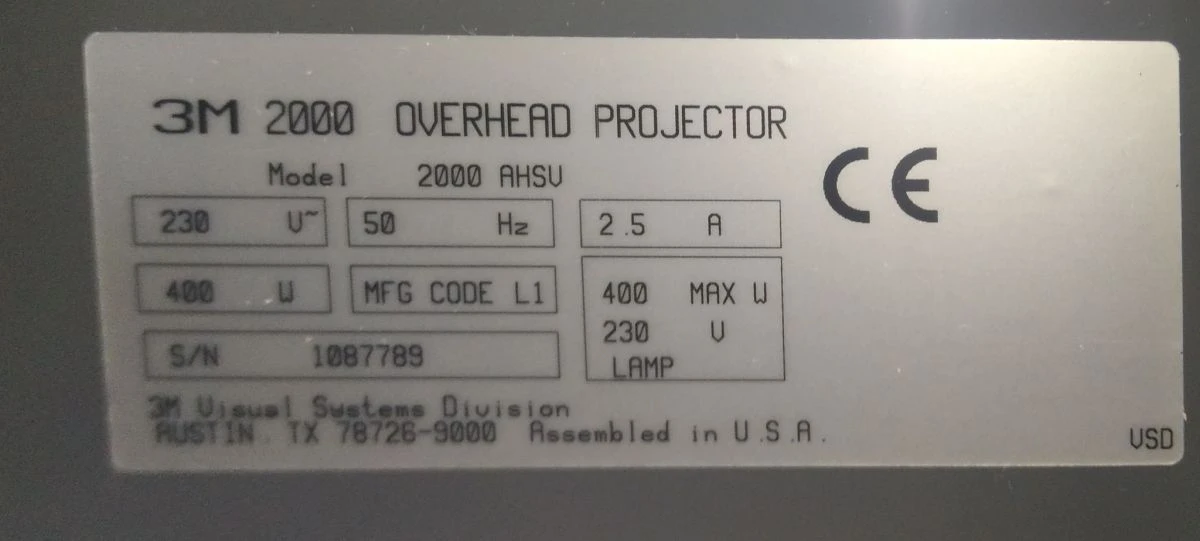 3M 2000 OVERHEAD PROJECTOR
CE
Model 2000 AHSV
230 V~ 50 Hz 2.5 A
400 W MFG CODE L1 400 MAX W
230 V
LAMP
S/N 1087789
3M Visual Systems Division
AUSTIN TX 78726-9000 Assembled in U.S.A.
VSD